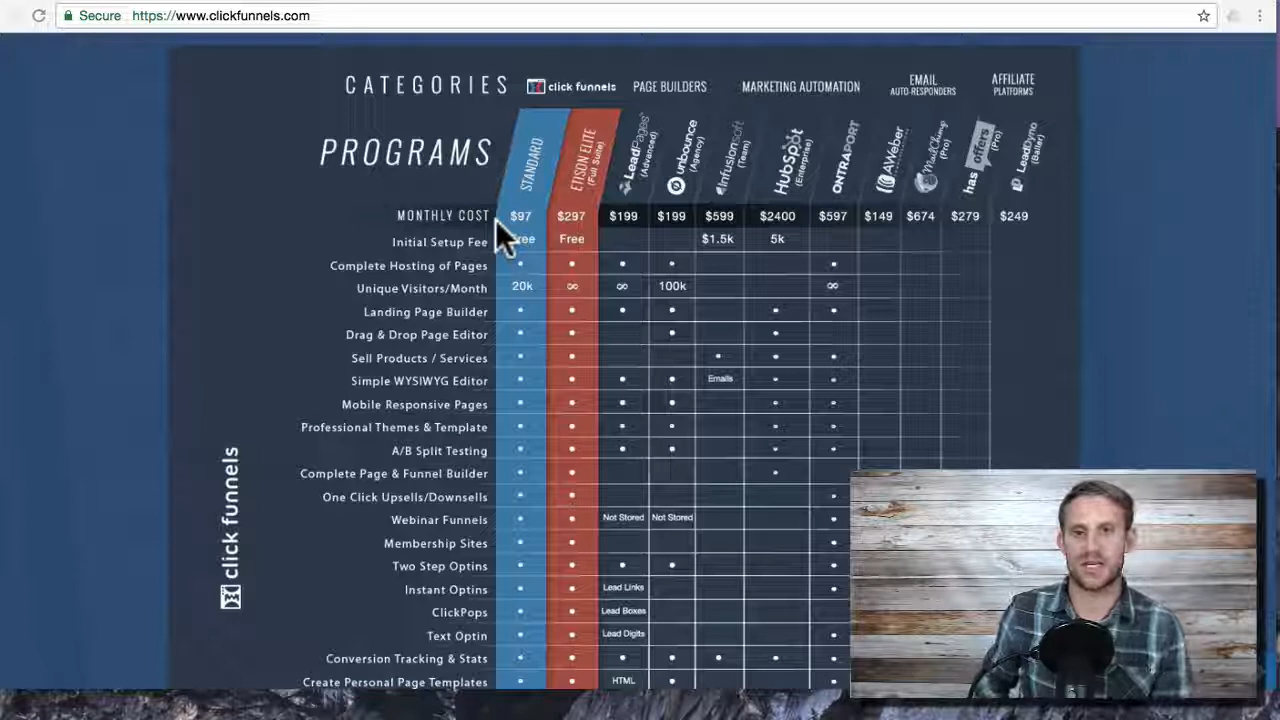 Secure https://www.clickfunnels.com
CATEGORIES click funnels PAGE BUILDERS MARKETING AUTOMATION EMAIL AUTO-RESPONDERS AFFILIATE PLATFORMS
PROGRAMS STANDARD ETISON ELITE (Full Suite) LeadPages (Advanced) unbounce (Agency) Infusionsoft (Team) HubSpot (Enterprise) ONTRAPORT AWeber MailChimp (Pro) has offers (Pro) LeadDyno
MONTHLY COST $97 $297 $199 $199 $599 $2400 $597 $149 $674 $279 $249
Initial Setup Fee Free $1.5k 5k
Complete Hosting of Pages
Unique Visitors/Month 20k ∞ ∞ 100k ∞
Landing Page Builder
Drag & Drop Page Editor
Sell Products / Services
Simple WYSIWYG Editor Emails
Mobile Responsive Pages
Professional Themes & Template
A/B Split Testing
Complete Page & Funnel Builder
One Click Upsells/Downsells
Webinar Funnels Not Stored Not Stored
Membership Sites
Two Step Optins
Instant Optins Lead Links
ClickPops Lead Boxes
Text Optin Lead Digits
Conversion Tracking & Stats
Create Personal Page Templates HTML
click funnels